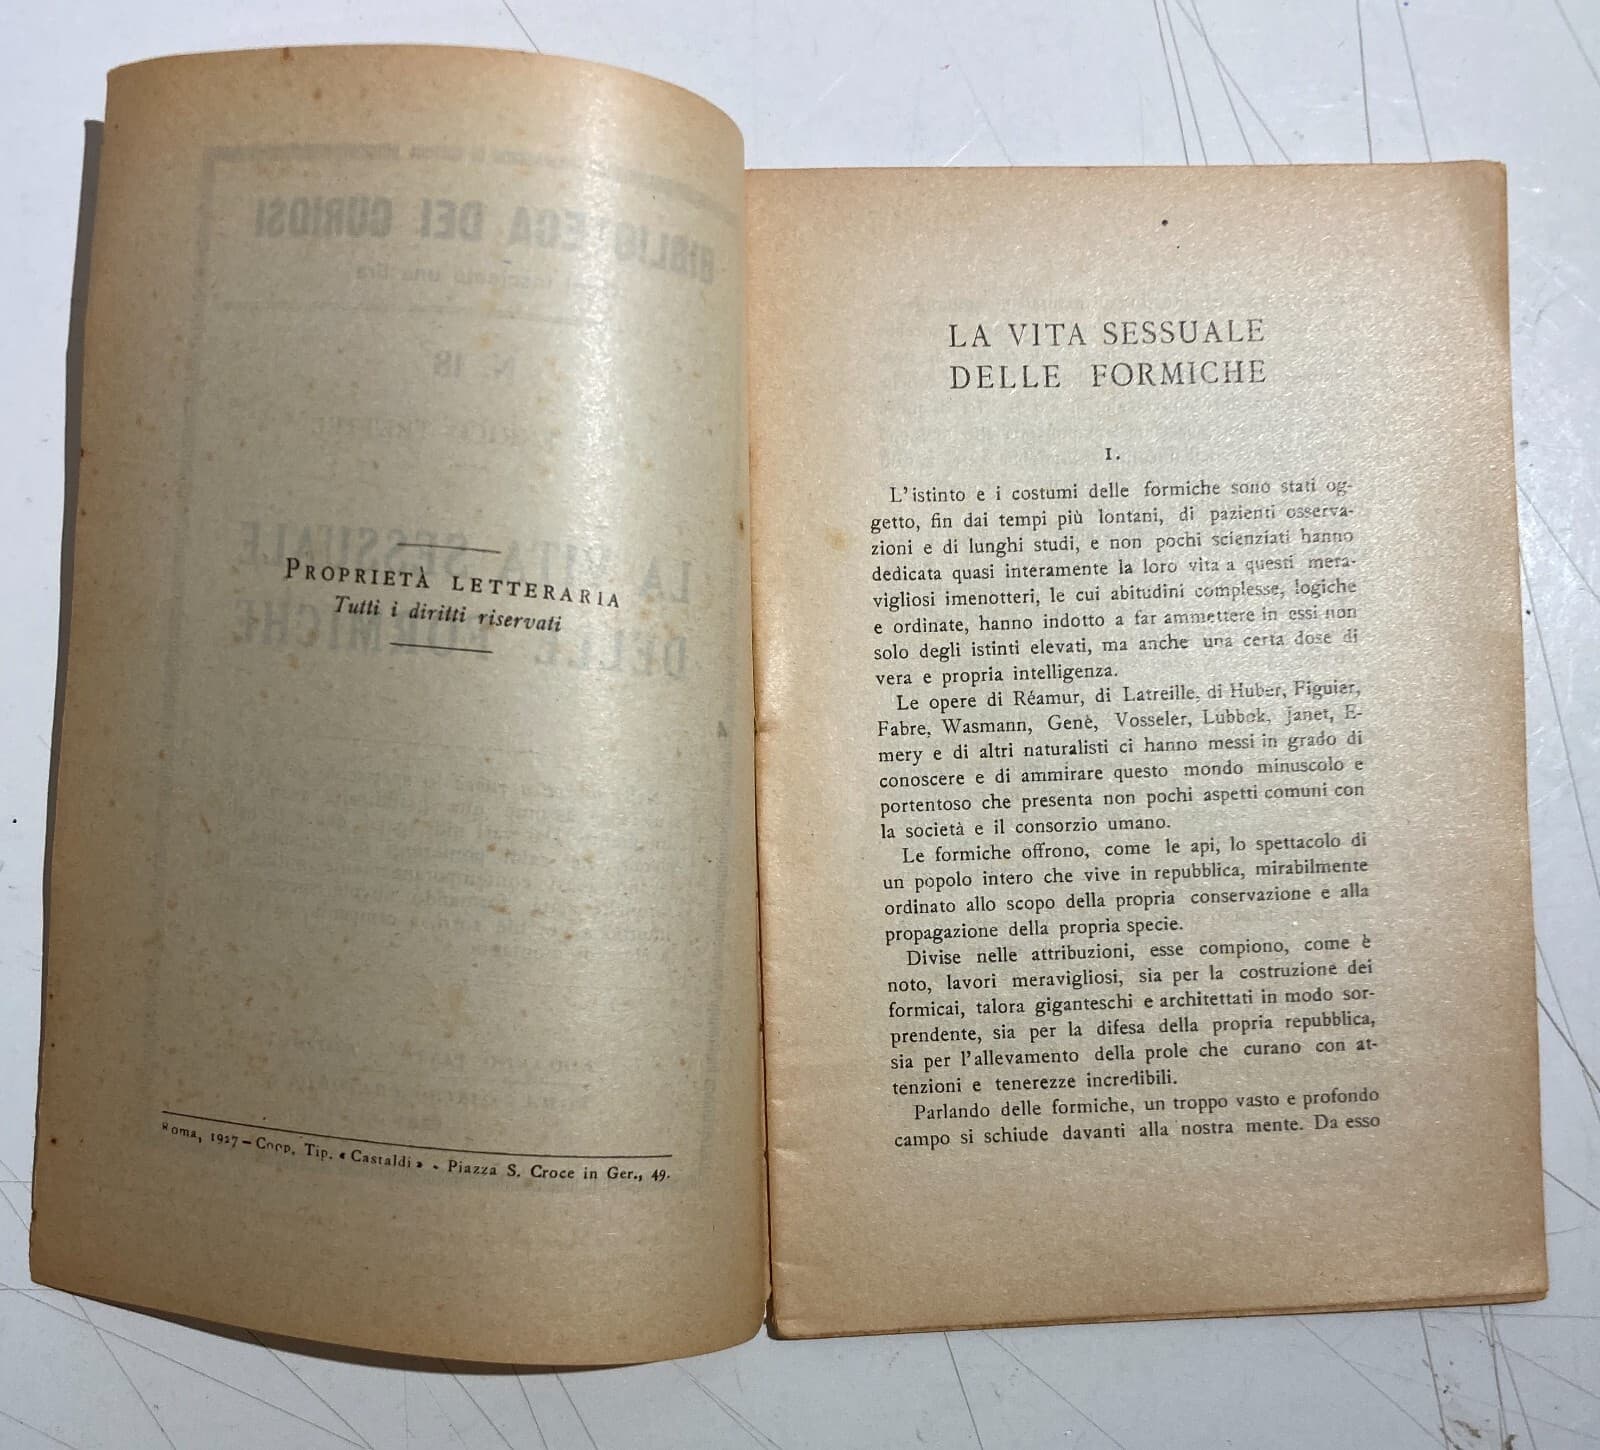 PROPRIETÀ LETTERARIA
Tutti i diritti riservati
Roma, 1927 – Coop. Tip. « Castaldi » - Piazza S. Croce in Ger., 49.
LA VITA SESSUALE
DELLE FORMICHE
I.
L'istinto e i costumi delle formiche sono stati og-
getto, fin dai tempi più lontani, di pazienti osserva-
zioni e di lunghi studi, e non pochi scienziati hanno
dedicata quasi interamente la loro vita a questi mera-
vigliosi imenotteri, le cui abitudini complesse, logiche
e ordinate, hanno indotto a far ammettere in essi non
solo degli istinti elevati, ma anche una certa dose di
vera e propria intelligenza.
Le opere di Réamur, di Latreille, di Huber, Figuier,
Fabre, Wasmann, Genè, Vosseler, Lubbok, Janet, E-
mery e di altri naturalisti ci hanno messi in grado di
conoscere e di ammirare questo mondo minuscolo e
portentoso che presenta non pochi aspetti comuni con
la società e il consorzio umano.
Le formiche offrono, come le api, lo spettacolo di
un popolo intero che vive in repubblica, mirabilmente
ordinato allo scopo della propria conservazione e alla
propagazione della propria specie.
Divise nelle attribuzioni, esse compiono, come è
noto, lavori meravigliosi, sia per la costruzione dei
formicai, talora giganteschi e architettati in modo sor-
prendente, sia per la difesa della propria repubblica,
sia per l'allevamento della prole che curano con at-
tenzioni e tenerezze incredibili.
Parlando delle formiche, un troppo vasto e profondo
campo si schiude davanti alla nostra mente. Da esso